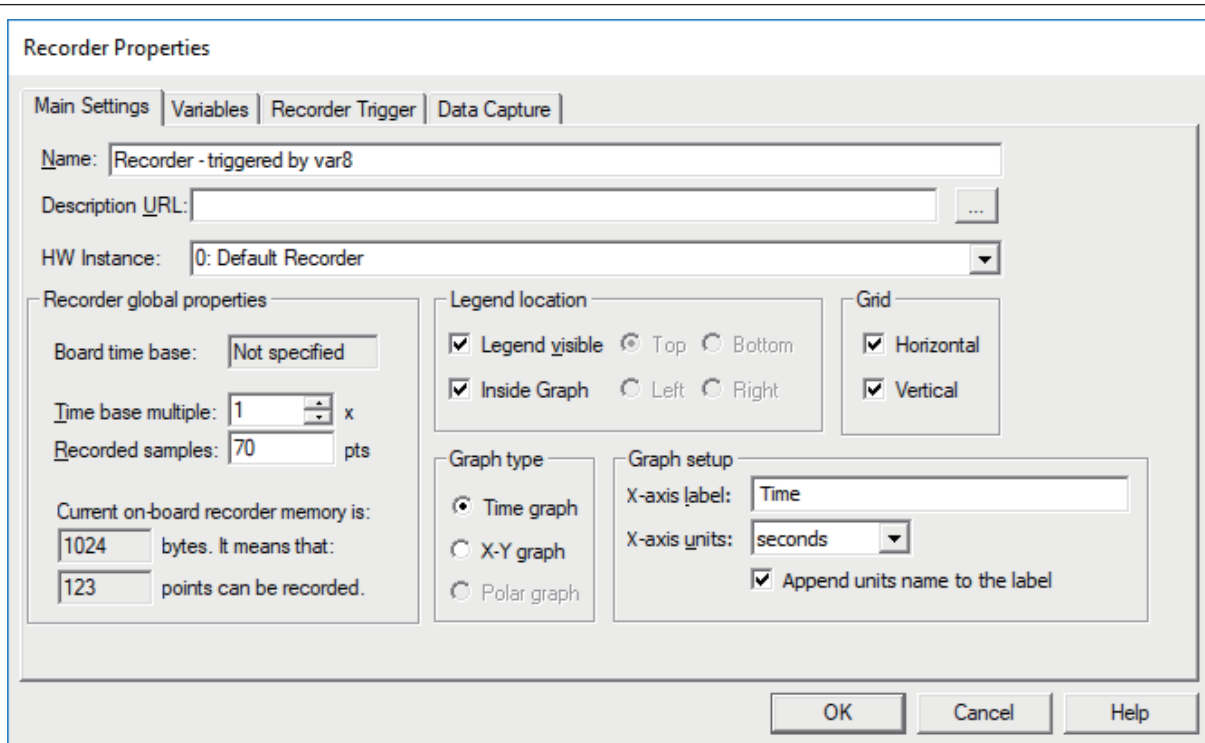 Recorder Properties
Main Settings Variables Recorder Trigger Data Capture
Name: Recorder - triggered by var8
Description URL: ...
HW Instance: 0: Default Recorder
Recorder global properties
Board time base: Not specified
Time base multiple: 1 x
Recorded samples: 70 pts
Current on-board recorder memory is:
1024 bytes. It means that:
123 points can be recorded.
Legend location
Legend visible Top Bottom
Inside Graph Left Right
Grid
Horizontal
Vertical
Graph type
Time graph
X-Y graph
Polar graph
Graph setup
X-axis label: Time
X-axis units: seconds
Append units name to the label
OK Cancel Help